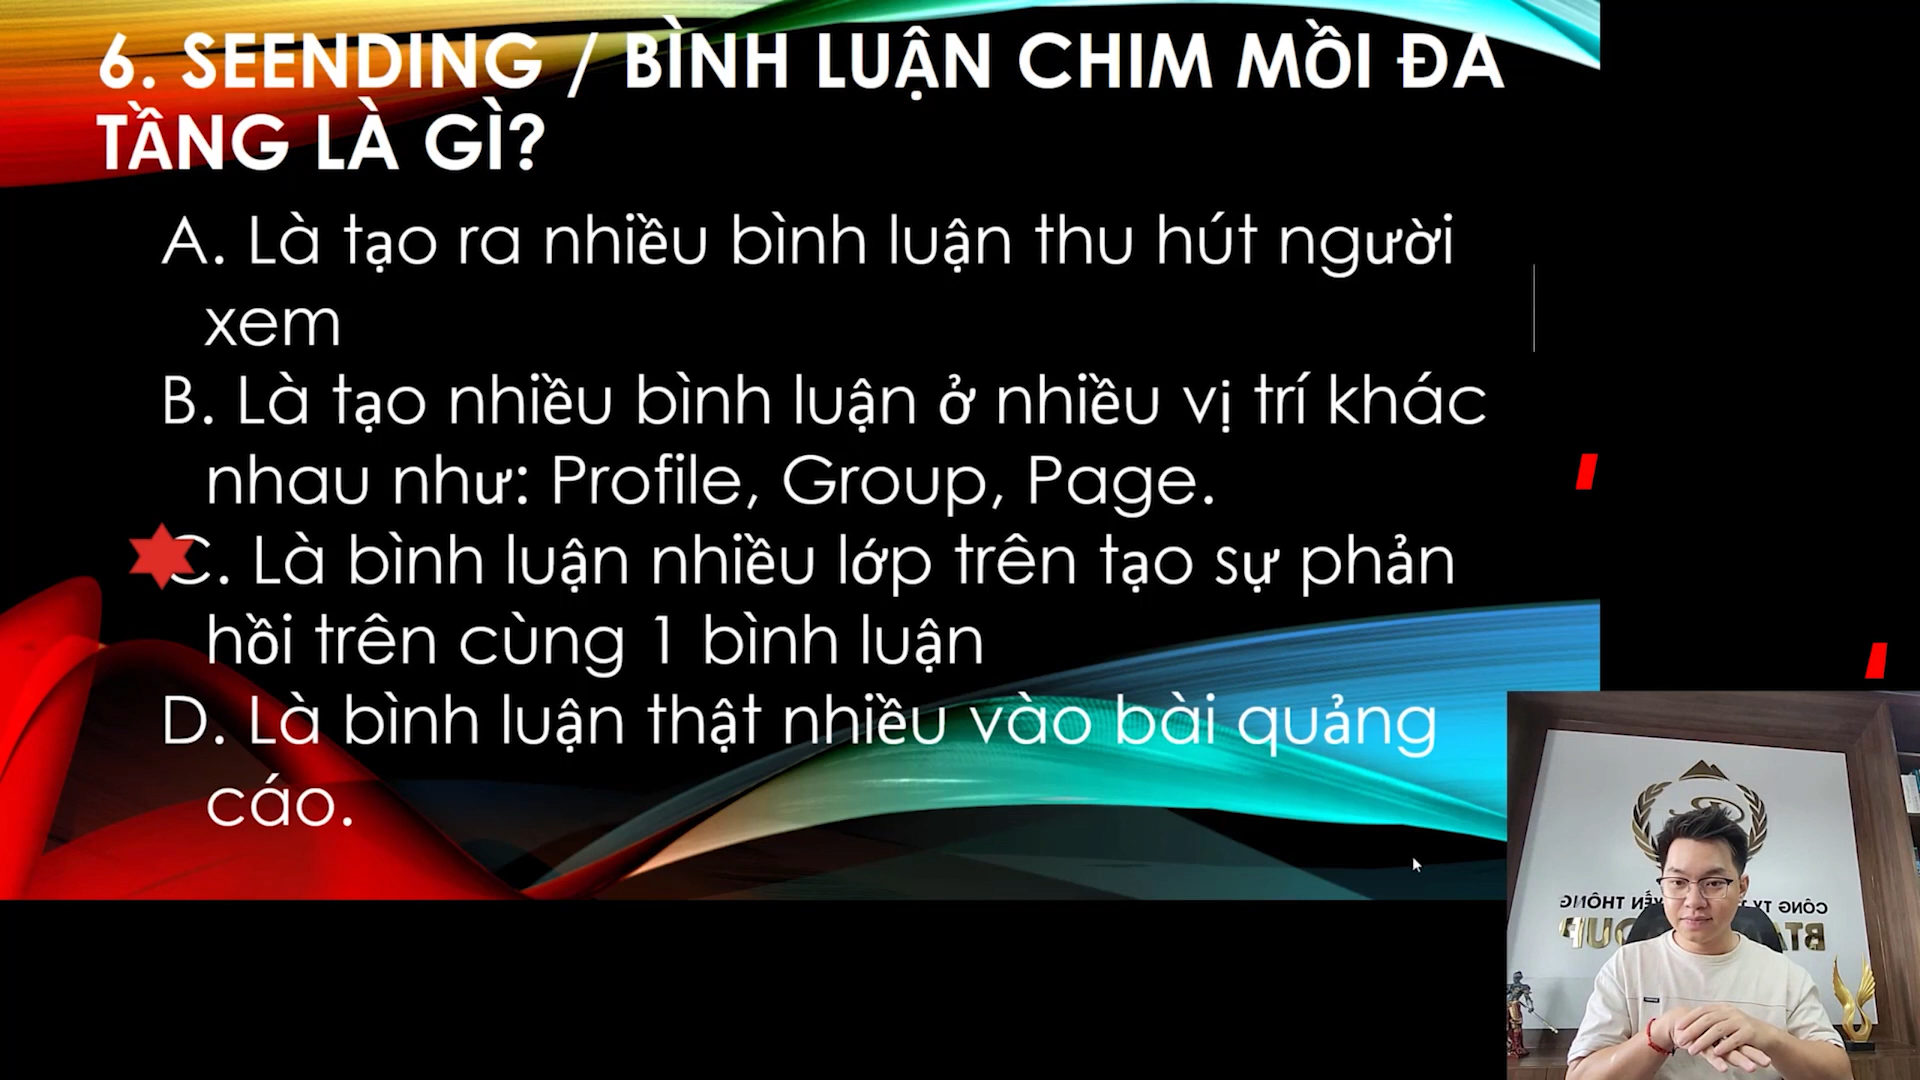 6. SEENDING / BÌNH LUẬN CHIM MỒI ĐA
TẦNG LÀ GÌ?
A. Là tạo ra nhiều bình luận thu hút người
xem
B. Là tạo nhiều bình luận ở nhiều vị trí khác
nhau như: Profile, Group, Page.
C. Là bình luận nhiều lớp trên tạo sự phản
hồi trên cùng 1 bình luận
D. Là bình luận thật nhiều vào bài quảng
cáo.
CÔNG TY